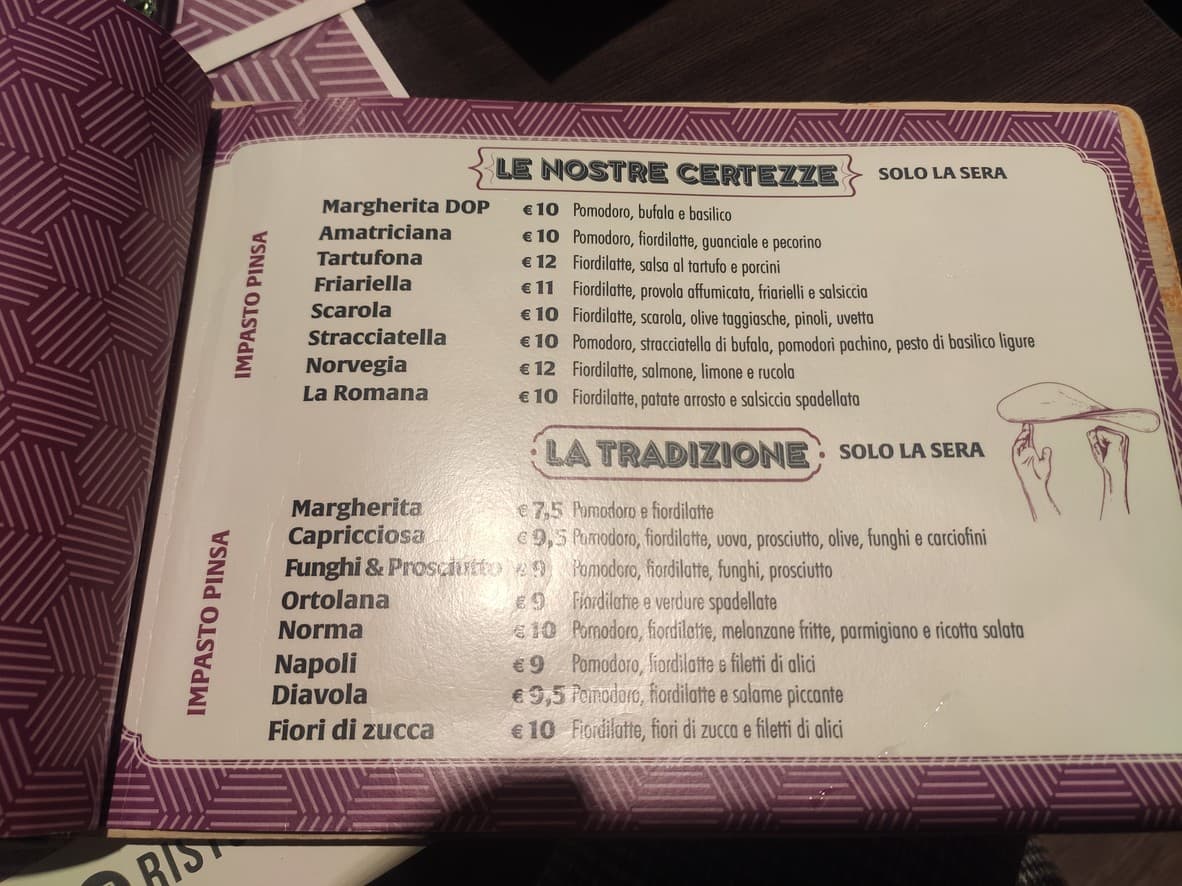 LE NOSTRE CERTEZZE SOLO LA SERA
IMPASTO PINSA
Margherita DOP € 10 Pomodoro, bufala e basilico
Amatriciana € 10 Pomodoro, fiordilatte, guanciale e pecorino
Tartufona € 12 Fiordilatte, salsa al tartufo e porcini
Friariella € 11 Fiordilatte, provola affumicata, friarielli e salsiccia
Scarola € 10 Fiordilatte, scarola, olive taggiasche, pinoli, uvetta
Stracciatella € 10 Pomodoro, stracciatella di bufala, pomodori pachino, pesto di basilico ligure
Norvegia € 12 Fiordilatte, salmone, limone e rucola
La Romana € 10 Fiordilatte, patate arrosto e salsiccia spadellata
LA TRADIZIONE SOLO LA SERA
IMPASTO PINSA
Margherita € 7,5 Pomodoro e fiordilatte
Capricciosa € 9,5 Pomodoro, fiordilatte, uova, prosciutto, olive, funghi e carciofini
Funghi & Prosciutto € 9 Pomodoro, fiordilatte, funghi, prosciutto
Ortolana € 9 Fiordilatte e verdure spadellate
Norma € 10 Pomodoro, fiordilatte, melanzane fritte, parmigiano e ricotta salata
Napoli € 9 Pomodoro, fiordilatte e filetti di alici
Diavola € 9,5 Pomodoro, fiordilatte e salame piccante
Fiori di zucca € 10 Fiordilatte, fiori di zucca e filetti di alici